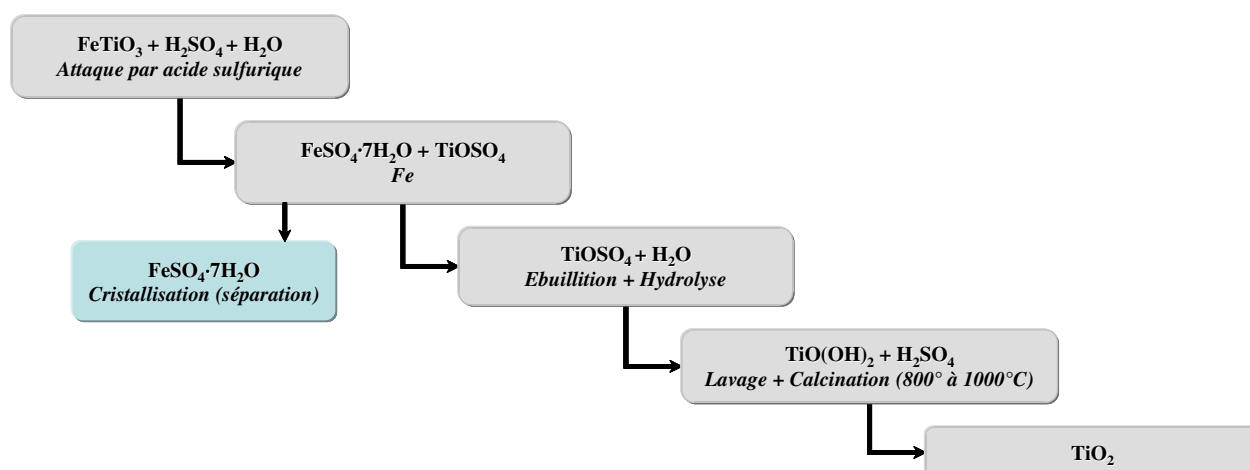 FeTiO₃ + H₂SO₄ + H₂O
Attaque par acide sulfurique
FeSO₄·7H₂O + TiOSO₄
Fe
FeSO₄·7H₂O
Cristallisation (séparation)
TiOSO₄ + H₂O
Ebuillition + Hydrolyse
TiO(OH)₂ + H₂SO₄
Lavage + Calcination (800° à 1000°C)
TiO₂